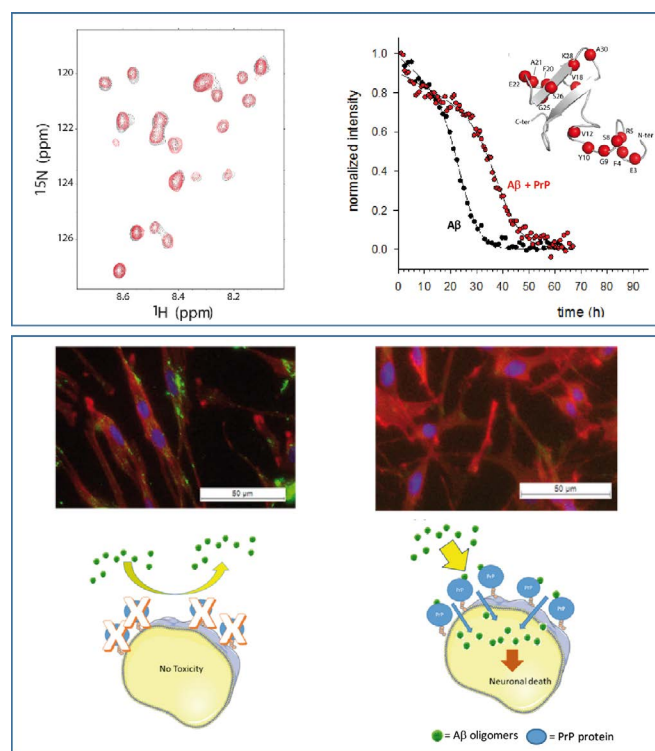 120
122
124
126
15N (ppm)
8.6
8.4
8.2
1H (ppm)
1.0
0.8
0.6
0.4
0.2
0.0
normalized intensity
0
10
20
30
40
50
60
70
80
90
time (h)
Aβ
Aβ + PrP
A30
K28
A21
F20
E22
V18
S26
G25
C-ter
V12
S8
R5
N-ter
Y10
G9
F4
E3
50 μm
50 μm
No Toxicity
PrP
PrP
PrP
PrP
PrP
Neuronal death
= Aβ oligomers
= PrP protein